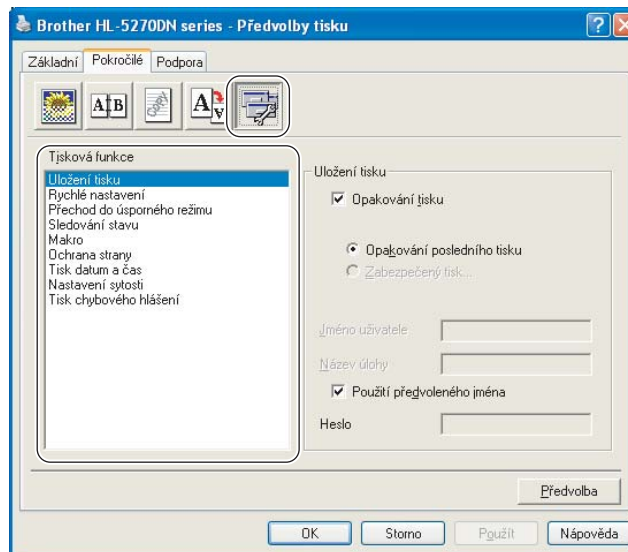 Brother HL-5270DN series - Předvolby tisku
Základní Pokročilé Podpora
Tisková funkce
Uložení tisku
Rychlé nastavení
Přechod do úsporného režimu
Sledování stavu
Makro
Ochrana strany
Tisk datum a čas
Nastavení sytosti
Tisk chybového hlášení
Uložení tisku
Opakování tisku
Opakování posledního tisku
Zabezpečený tisk...
Jméno uživatele
Název úlohy
Použití předvoleného jména
Heslo
Předvolba
OK Storno Použít Nápověda